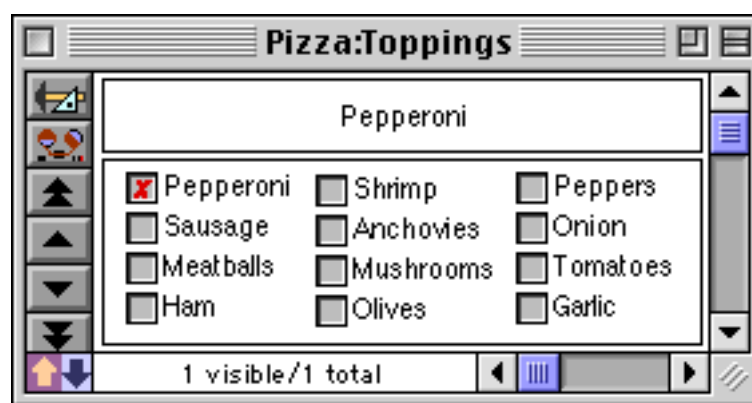 Pizza:Toppings
Pepperoni
Pepperoni Shrimp Peppers
Sausage Anchovies Onion
Meatballs Mushrooms Tomatoes
Ham Olives Garlic
1 visible/1 total